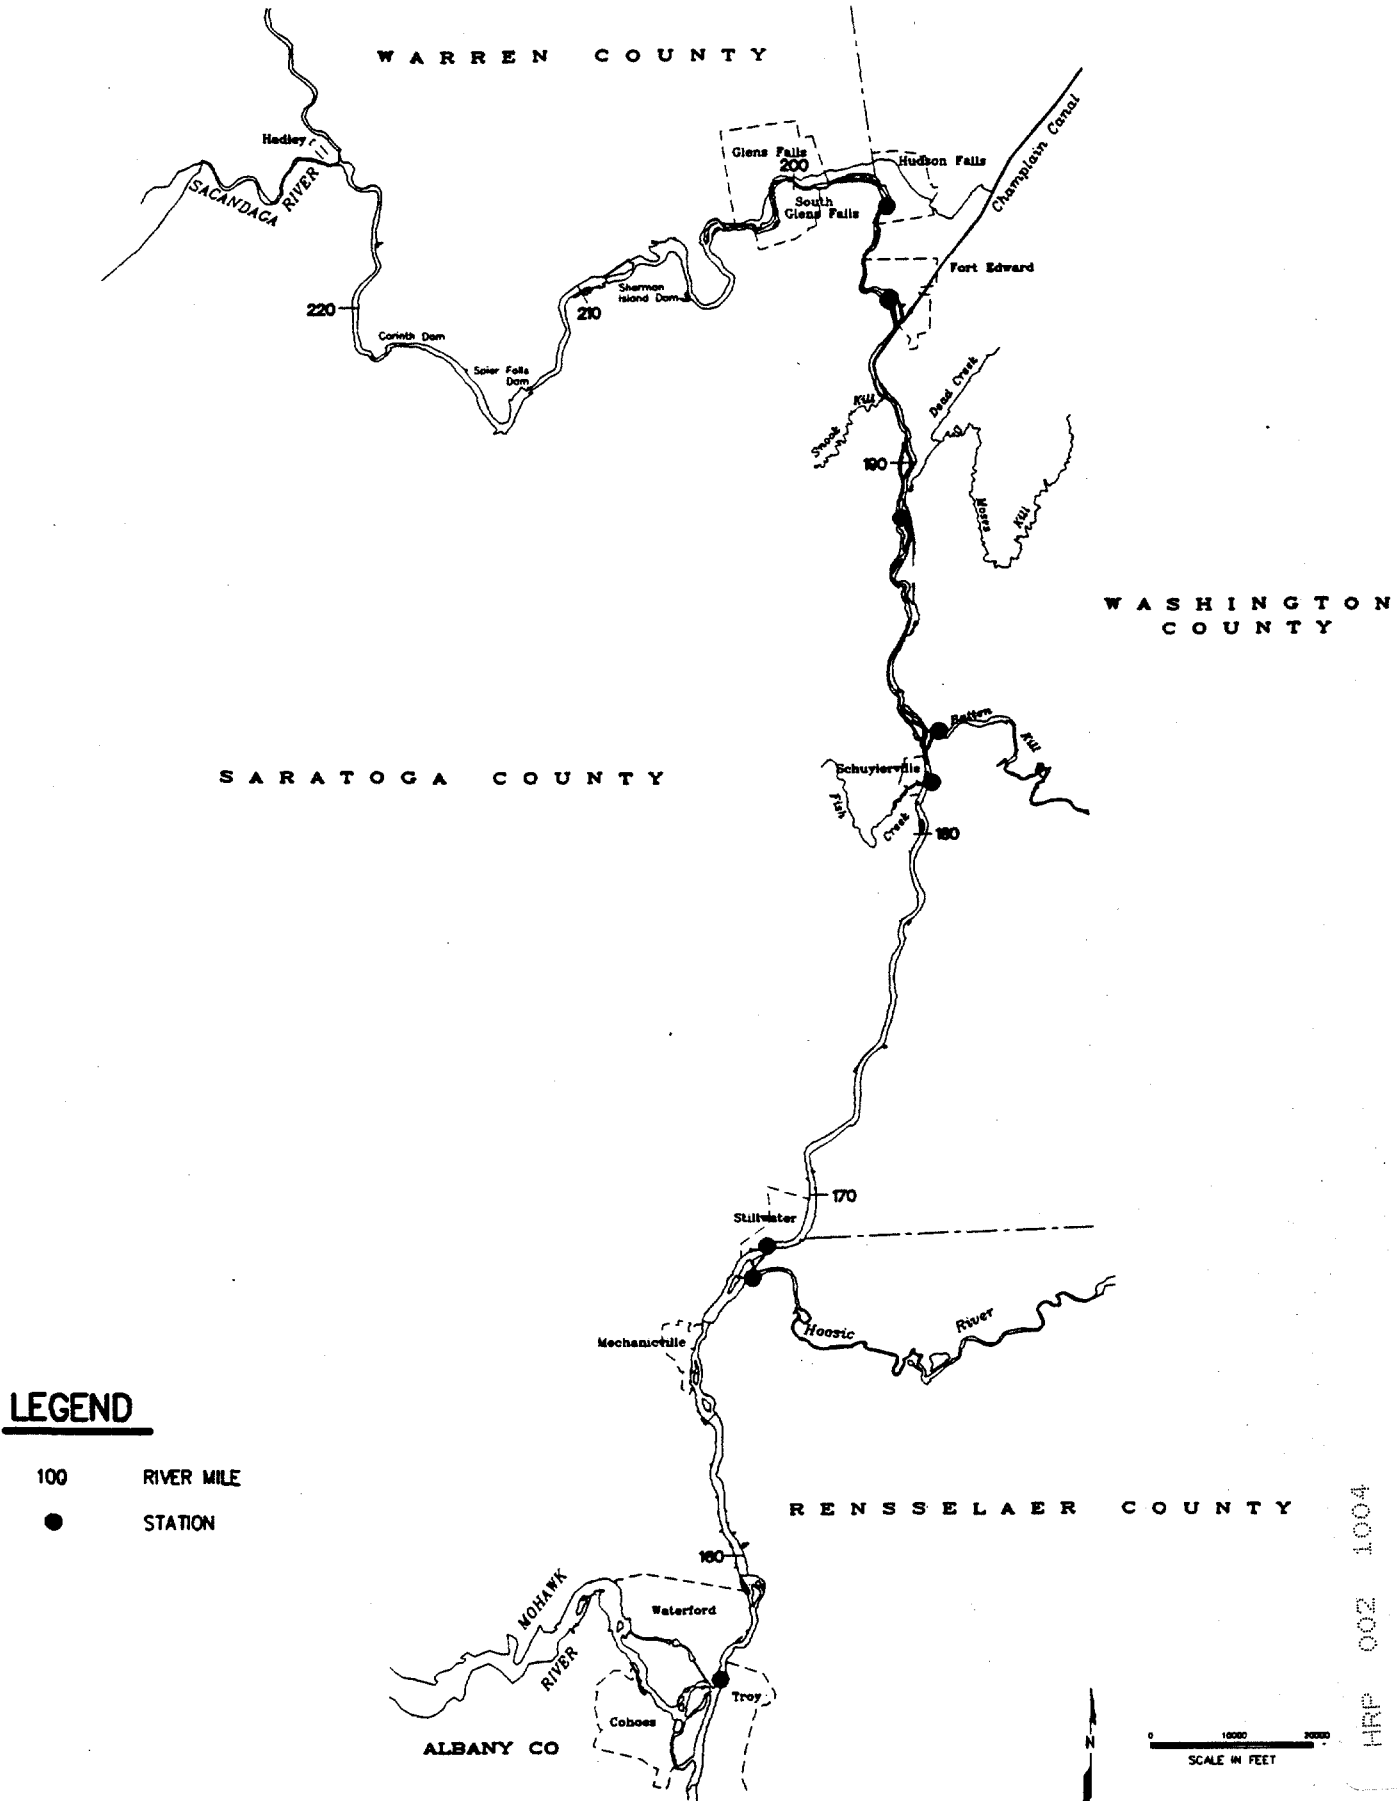 WARREN COUNTY
Champlain Canal
Hadley
SACANDAGA
RIVER
Glens Falls
200
Hudson Falls
South
Glens Falls
Fort Edward
Sherman
Island Dam
210
220
Corinth Dam
Spier Falls
Dam
Dead Creek
Snook
Kill
190
Moses
Kill
WASHINGTON
COUNTY
Batten
Kill
SARATOGA COUNTY
Schuylerville
Fish
Creek
180
170
Stillwater
Hoosic
River
Mechanicville
LEGEND
100 RIVER MILE
STATION
RENSSELAER COUNTY
160
MOHAWK
RIVER
Waterford
Troy
Cohoes
ALBANY CO
N
0 10000 20000
SCALE IN FEET
HRP 002 1004